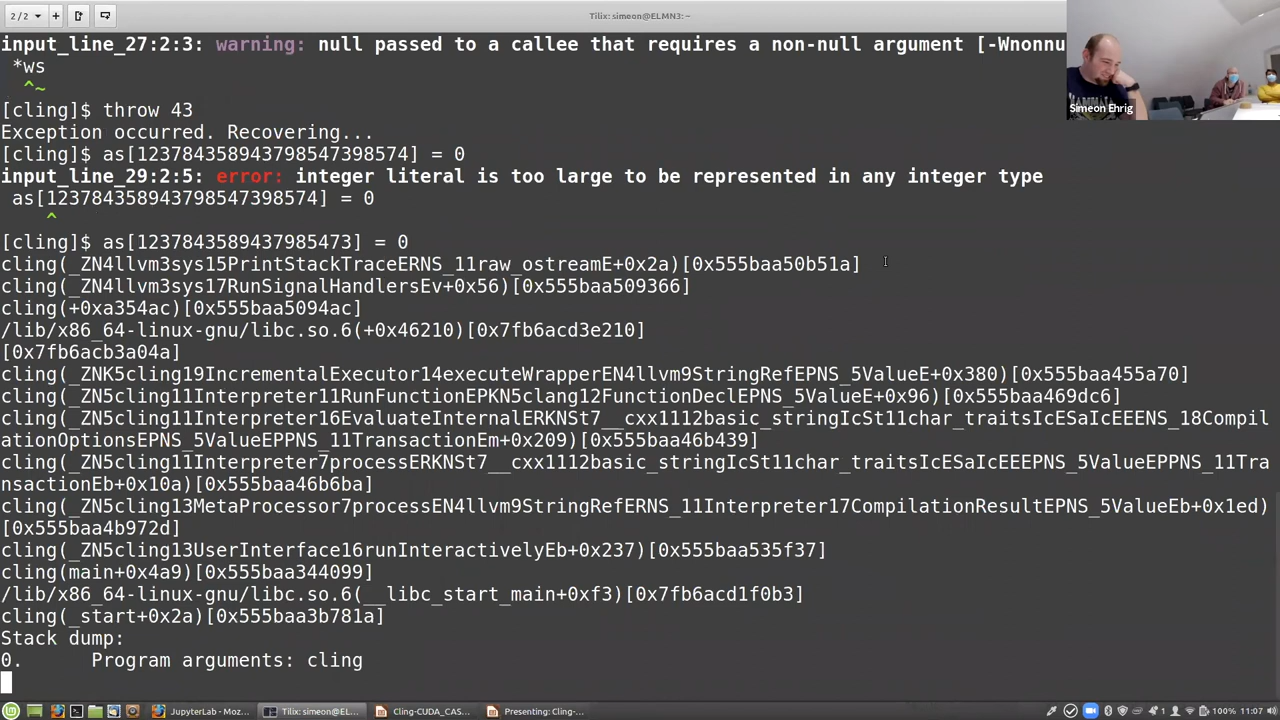 2 / 2
Tilix: simeon@ELMN3: ~
input_line_27:2:3: warning: null passed to a callee that requires a non-null argument [-Wnonnu
*ws
^~
[cling]$ throw 43
Exception occurred. Recovering...
[cling]$ as[123784358943798547398574] = 0
input_line_29:2:5: error: integer literal is too large to be represented in any integer type
as[123784358943798547398574] = 0
^
[cling]$ as[1237843589437985473] = 0
cling(_ZN4llvm3sys15PrintStackTraceERNS_11raw_ostreamE+0x2a)[0x555baa50b51a]
cling(_ZN4llvm3sys17RunSignalHandlersEv+0x56)[0x555baa509366]
cling(+0xa354ac)[0x555baa5094ac]
/lib/x86_64-linux-gnu/libc.so.6(+0x46210)[0x7fb6acd3e210]
[0x7fb6acb3a04a]
cling(_ZNK5cling19IncrementalExecutor14executeWrapperEN4llvm9StringRefEPNS_5ValueE+0x380)[0x555baa455a70]
cling(_ZN5cling11Interpreter11RunFunctionEPKN5clang12FunctionDeclEPNS_5ValueE+0x96)[0x555baa469dc6]
cling(_ZN5cling11Interpreter16EvaluateInternalERKNSt7__cxx1112basic_stringIcSt11char_traitsIcESaIcEEENS_18Compil
ationOptionsEPNS_5ValueEPPNS_11TransactionEm+0x209)[0x555baa46b439]
cling(_ZN5cling11Interpreter7processERKNSt7__cxx1112basic_stringIcSt11char_traitsIcESaIcEEEPNS_5ValueEPPNS_11Tra
nsactionEb+0x10a)[0x555baa46b6ba]
cling(_ZN5cling13MetaProcessor7processEN4llvm9StringRefERNS_11Interpreter17CompilationResultEPNS_5ValueEb+0x1ed)
[0x555baa4b972d]
cling(_ZN5cling13UserInterface16runInteractivelyEb+0x237)[0x555baa535f37]
cling(main+0x4a9)[0x555baa344099]
/lib/x86_64-linux-gnu/libc.so.6(__libc_start_main+0xf3)[0x7fb6acd1f0b3]
cling(_start+0x2a)[0x555baa3b781a]
Stack dump:
0. Program arguments: cling
Simeon Ehrig
JupyterLab - Moz...
Tilix: simeon@EL...
Cling-CUDA_CAS...
Presenting: Cling-...
1
100%
11:07